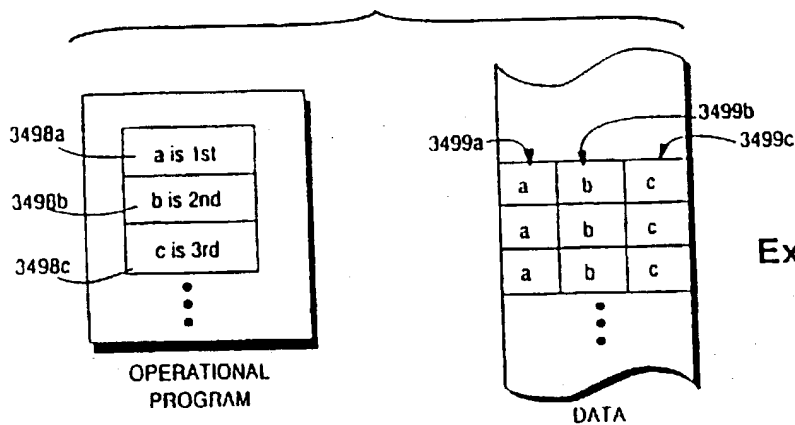 3498a
a is 1st
3498b
b is 2nd
3498c
c is 3rd
OPERATIONAL
PROGRAM
3499a
3499b
3499c
a b c
a b c
a b c
DATA
Ex